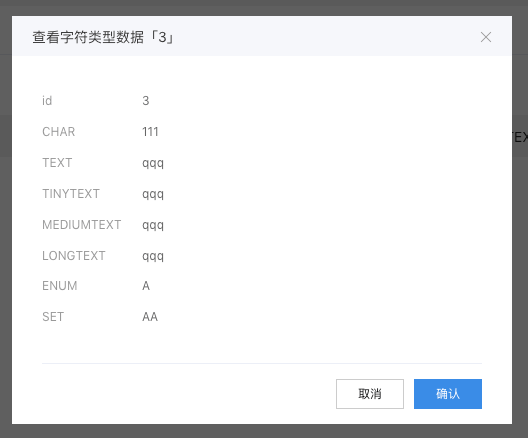 查看字符类型数据「3」
id 3
CHAR 111
TEXT qqq
TINYTEXT qqq
MEDIUMTEXT qqq
LONGTEXT qqq
ENUM A
SET AA
取消 确认